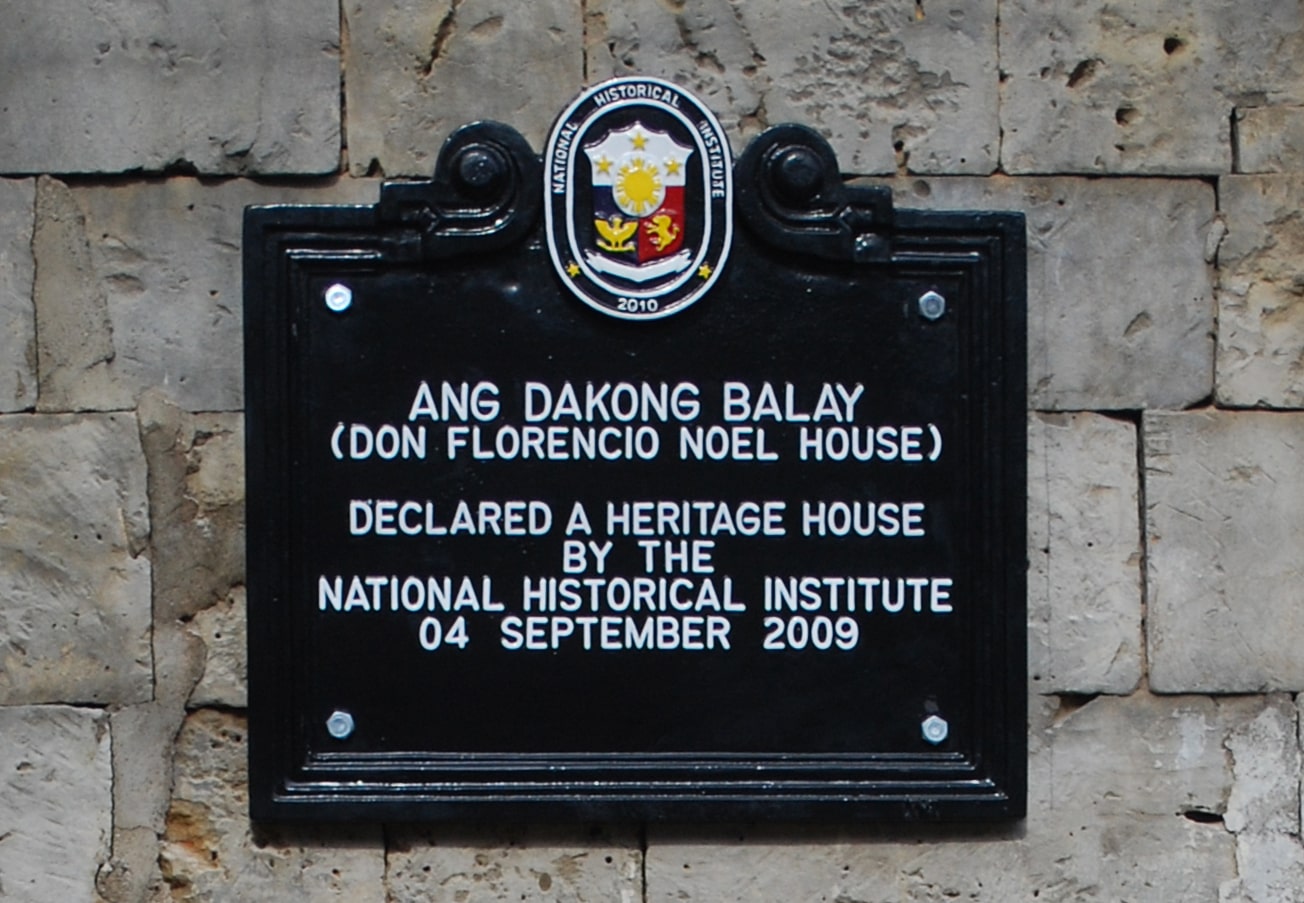 NATIONAL HISTORICAL INSTITUTE
2010
ANG DAKONG BALAY
(DON FLORENCIO NOEL HOUSE)
DECLARED A HERITAGE HOUSE
BY THE
NATIONAL HISTORICAL INSTITUTE
04 SEPTEMBER 2009